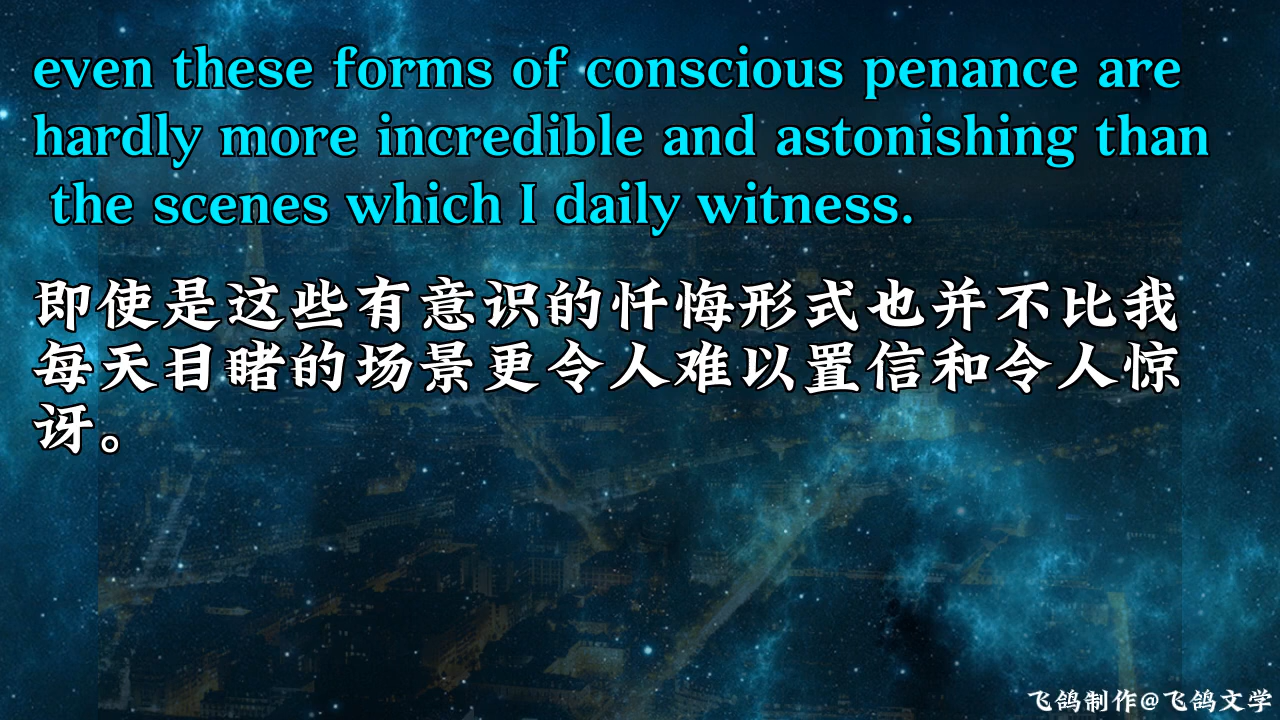 even these forms of conscious penance are
hardly more incredible and astonishing than
the scenes which I daily witness.
即使是这些有意识的忏悔形式也并不比我
每天目睹的场景更令人难以置信和令人惊
讶。
飞鸽制作@飞鸽文学